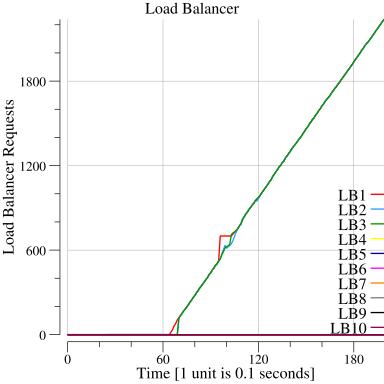 Load Balancer
Load Balancer Requests
1800
1200
600
0
LB1
LB2
LB3
LB4
LB5
LB6
LB7
LB8
LB9
LB10
0 60 120 180
Time [1 unit is 0.1 seconds]